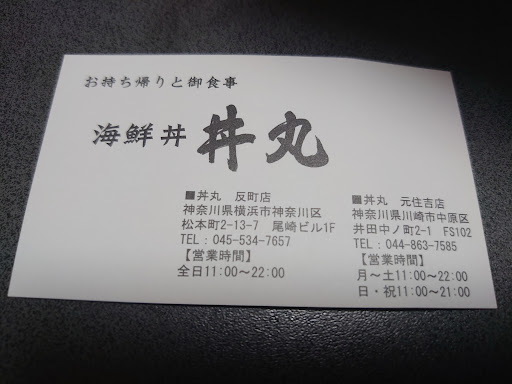 お持ち帰りと御食事
海鮮丼 丼丸
■丼丸 反町店
神奈川県横浜市神奈川区
松本町2-13-7 尾崎ビル1F
TEL：045-534-7657
【営業時間】
全日11:00～22:00
■丼丸 元住吉店
神奈川県川崎市中原区
井田中ノ町2-1 FS102
TEL：044-863-7585
【営業時間】
月～土11:00～22:00
日・祝11:00～21:00